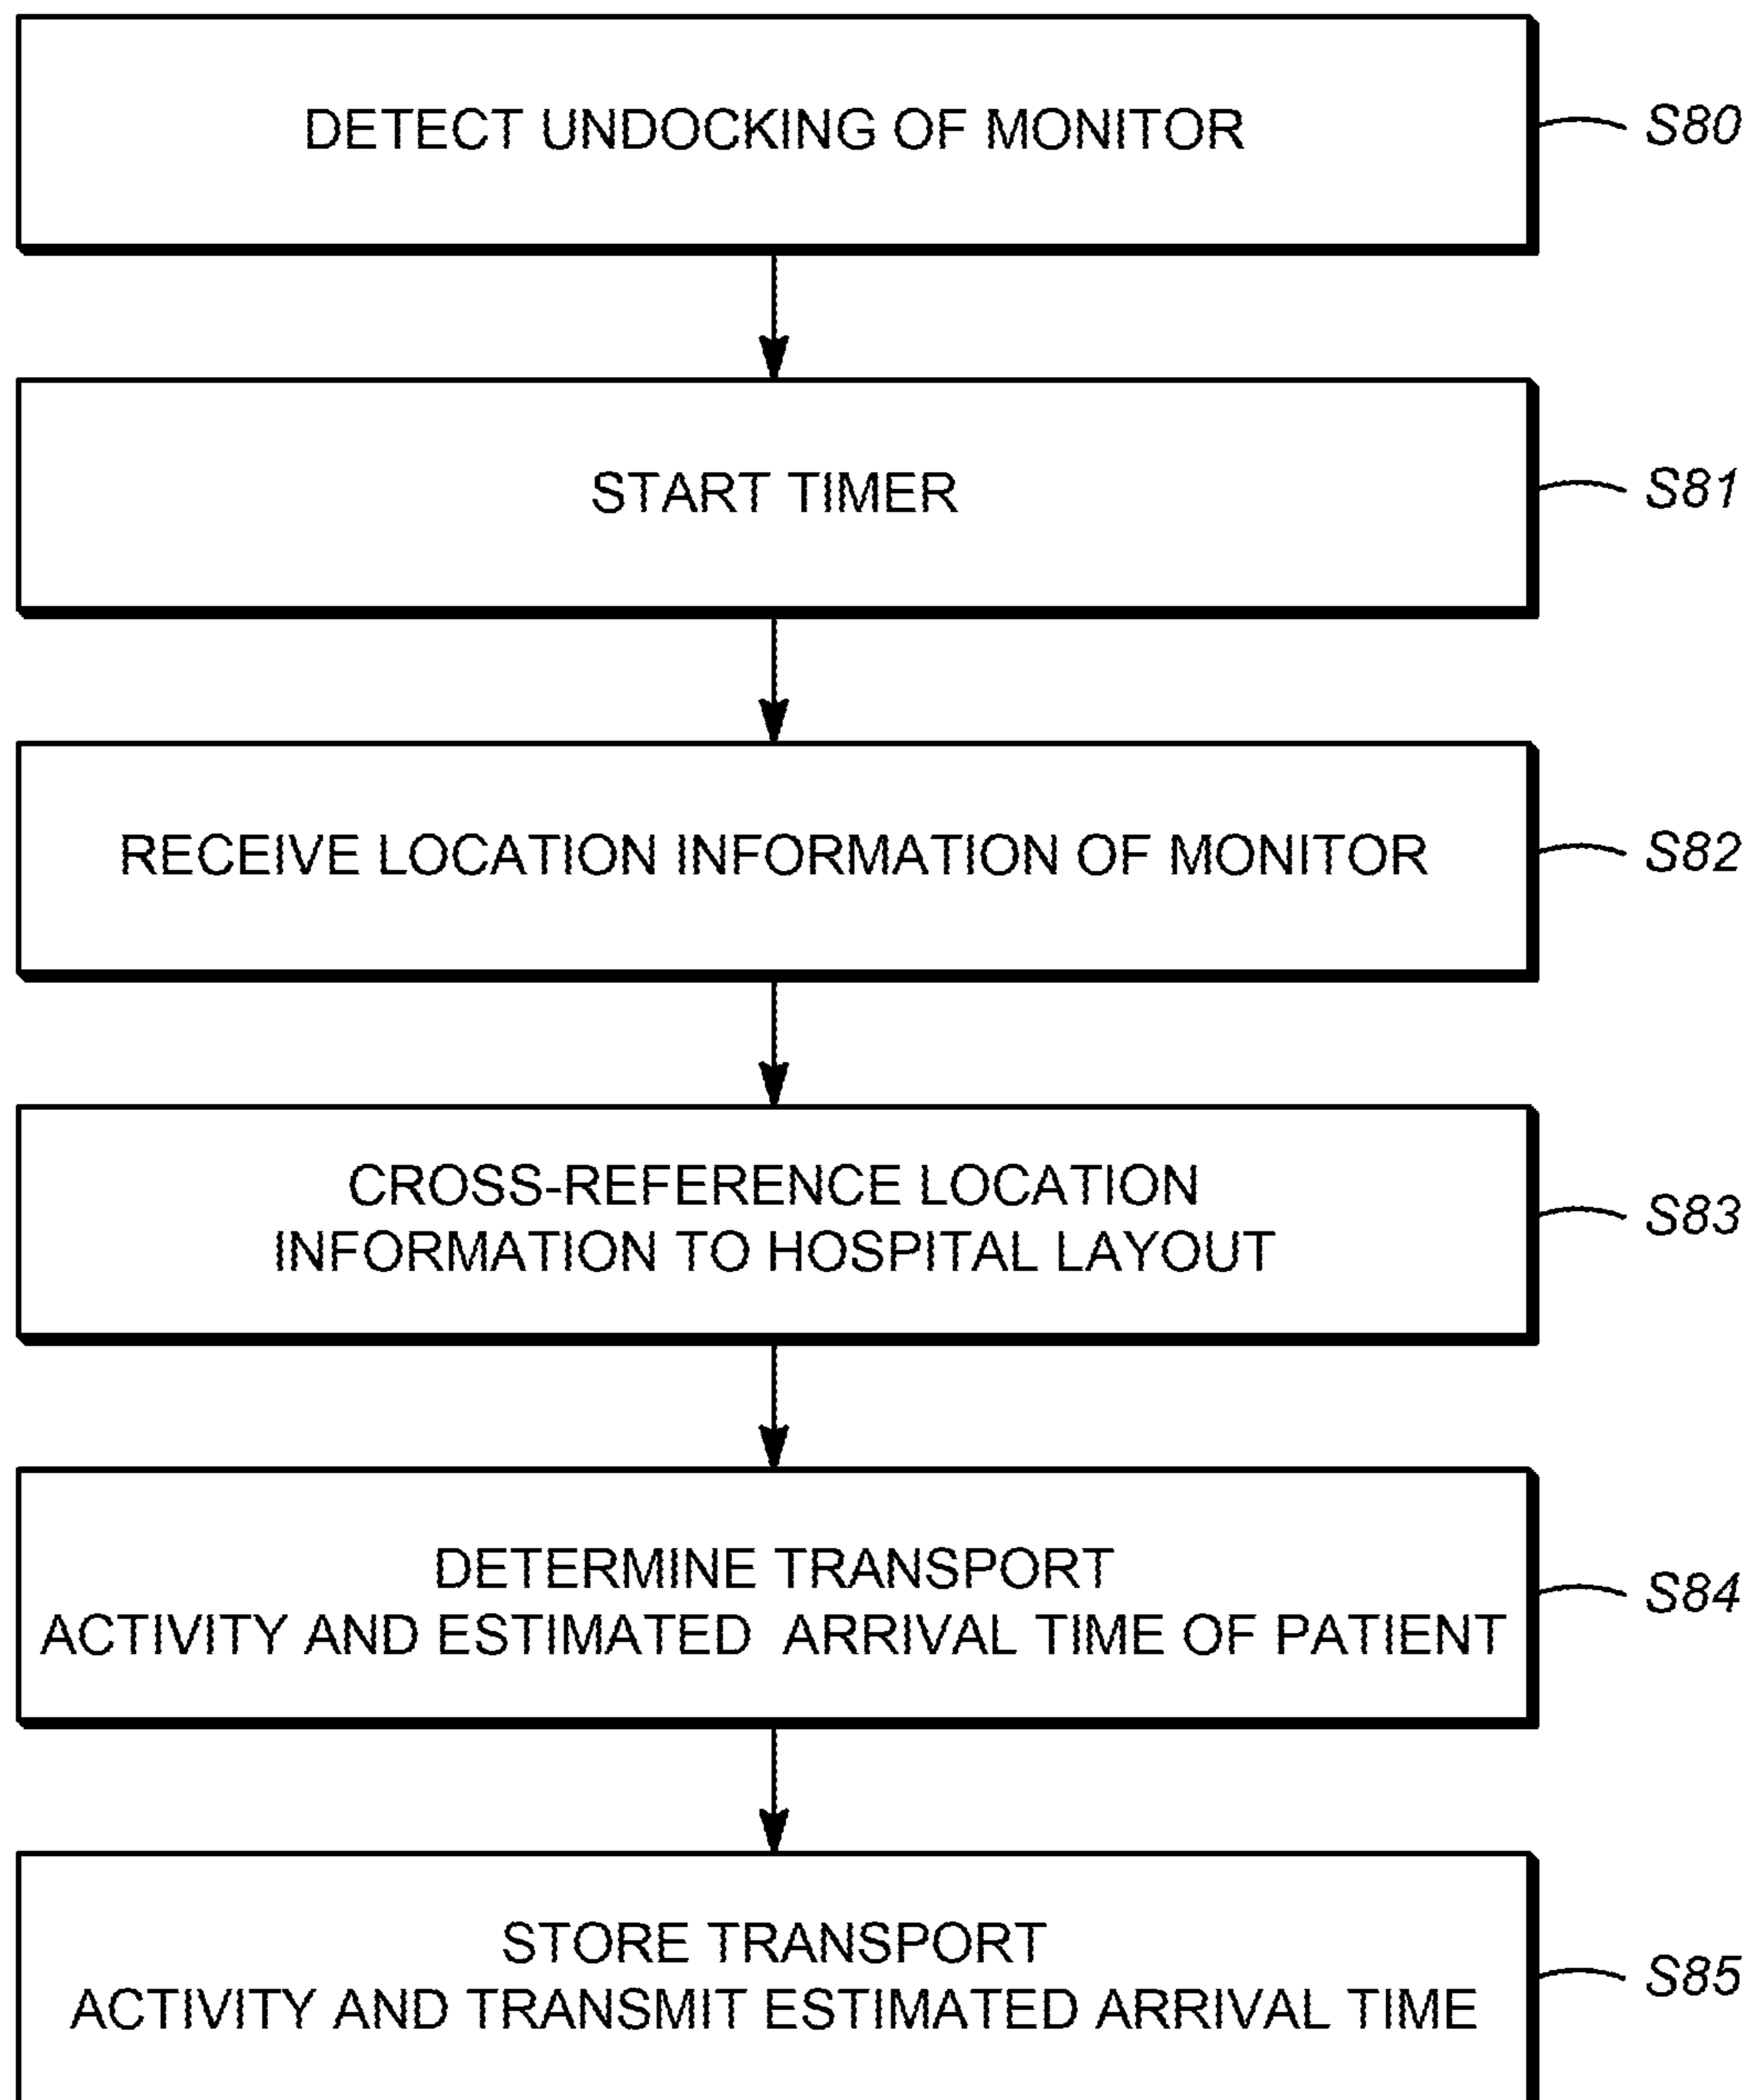 DETECT UNDOCKING OF MONITOR
S80
START TIMER
S81
RECEIVE LOCATION INFORMATION OF MONITOR
S82
CROSS-REFERENCE LOCATION
INFORMATION TO HOSPITAL LAYOUT
S83
DETERMINE TRANSPORT
ACTIVITY AND ESTIMATED ARRIVAL TIME OF PATIENT
S84
STORE TRANSPORT
ACTIVITY AND TRANSMIT ESTIMATED ARRIVAL TIME
S85